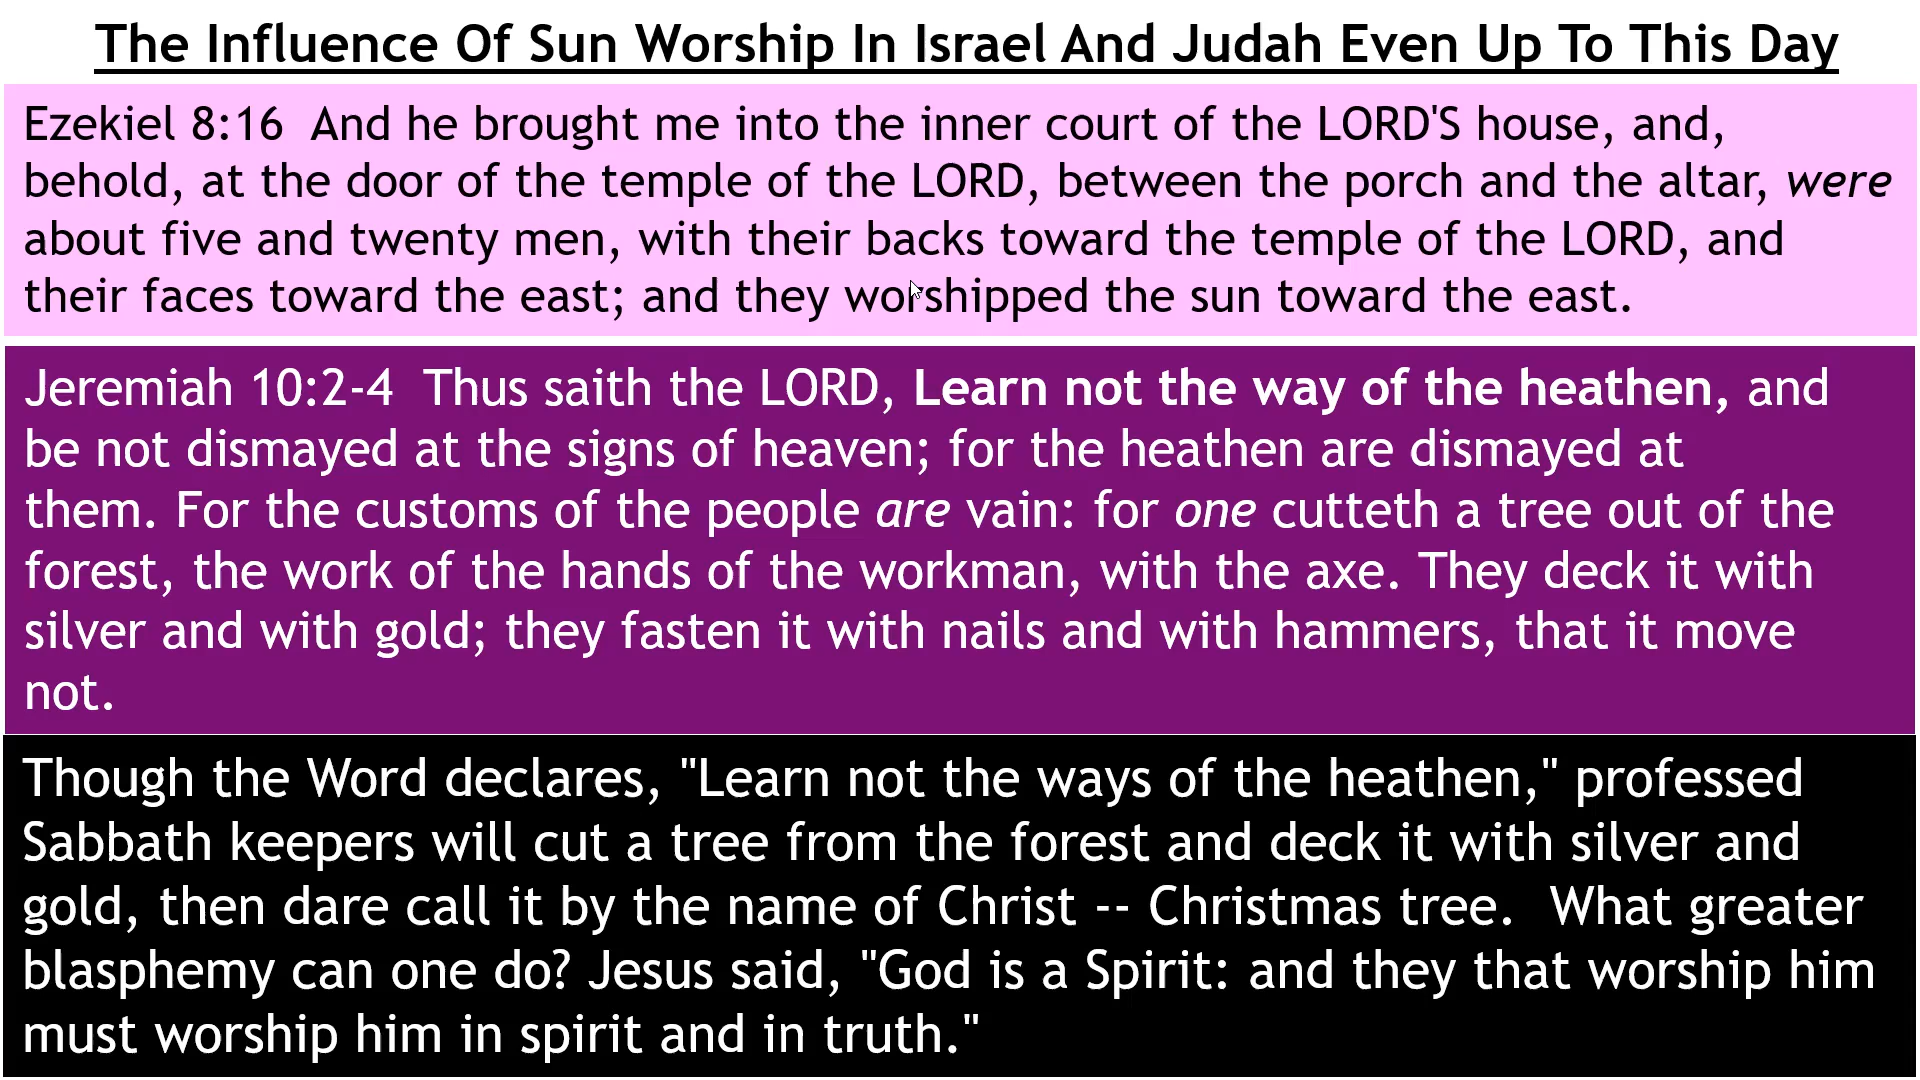 The Influence Of Sun Worship In Israel And Judah Even Up To This Day
Ezekiel 8:16  And he brought me into the inner court of the LORD'S house, and,
behold, at the door of the temple of the LORD, between the porch and the altar, were
about five and twenty men, with their backs toward the temple of the LORD, and
their faces toward the east; and they worshipped the sun toward the east.
Jeremiah 10:2-4  Thus saith the LORD, Learn not the way of the heathen, and
be not dismayed at the signs of heaven; for the heathen are dismayed at
them. For the customs of the people are vain: for one cutteth a tree out of the
forest, the work of the hands of the workman, with the axe. They deck it with
silver and with gold; they fasten it with nails and with hammers, that it move
not.
Though the Word declares, "Learn not the ways of the heathen," professed
Sabbath keepers will cut a tree from the forest and deck it with silver and
gold, then dare call it by the name of Christ -- Christmas tree.  What greater
blasphemy can one do? Jesus said, "God is a Spirit: and they that worship him
must worship him in spirit and in truth."